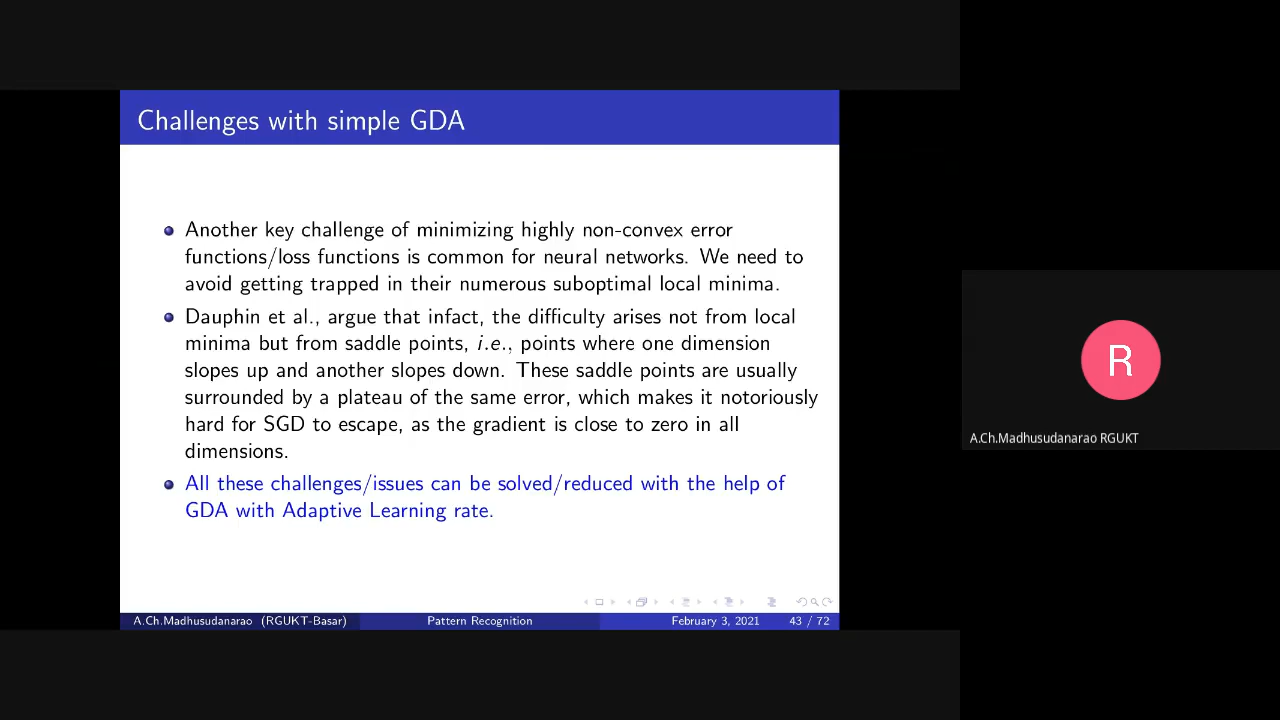 Challenges with simple GDA
Another key challenge of minimizing highly non-convex error
functions/loss functions is common for neural networks. We need to
avoid getting trapped in their numerous suboptimal local minima.
Dauphin et al., argue that infact, the difficulty arises not from local
minima but from saddle points, i.e., points where one dimension
slopes up and another slopes down. These saddle points are usually
surrounded by a plateau of the same error, which makes it notoriously
hard for SGD to escape, as the gradient is close to zero in all
dimensions.
All these challenges/issues can be solved/reduced with the help of
GDA with Adaptive Learning rate.
A.Ch.Madhusudanarao (RGUKT-Basar) Pattern Recognition February 3, 2021 43 / 72
R
A.Ch.Madhusudanarao RGUKT